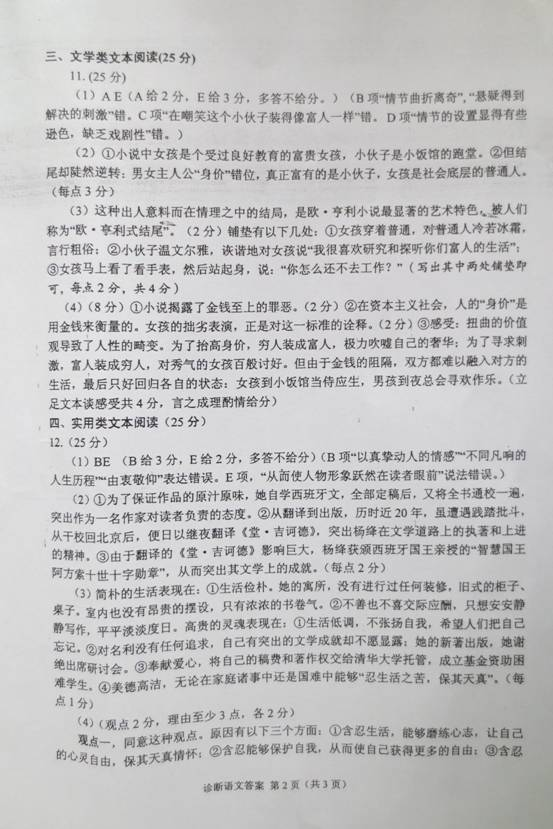 三、文学类文本阅读(25分)
11.(25分)
（1）A E（A给2分，E给3分，多答不给分。）（B项“情节曲折离奇”,“悬疑得到
解决的刺激”错。C项“在嘲笑这个小伙子装得像富人一样”错。D项“情节的设置显得有些
逊色，缺乏戏剧性”错。）
（2）①小说中女孩是个受过良好教育的富贵女孩，小伙子是小饭馆的跑堂。②但结
尾却陡然逆转：男女主人公“身价”错位，真正富有的是小伙子，女孩是社会底层的普通人。
（每点3分）
（3）这种出人意料而在情理之中的结局，是欧·亨利小说最显著的艺术特色，被人们
称为“欧·亨利式结尾”。（2分）铺垫有以下几处：①女孩穿着普通，对普通人冷若冰霜，
言行粗俗；②小伙子温文尔雅，诙谐地对女孩说“我很喜欢研究和探听你们富人的生活”；
③女孩马上看了看手表，然后站起身，说：“你怎么还不去工作？”（写出其中两处铺垫即
可，每点2分，共4分）
（4）(8分）①小说揭露了金钱至上的罪恶。（2分）②在资本主义社会，人的“身价”是
用金钱来衡量的。女孩的拙劣表演，正是对这一标准的诠释。（2分）③感受：扭曲的价值
观导致了人性的畸变。为了抬高身价，穷人装成富人，极力吹嘘自己的奢华；为了寻求刺
激，富人装成穷人，对秀气的女孩百般讨好。但由于金钱的阻隔，双方都难以融入对方的
生活，最后只好回归各自的状态：女孩到小饭馆当侍应生，男孩到夜总会寻欢作乐。（立
足文本谈感受共4分，言之成理酌情给分）
四、实用类文本阅读（25分）
12.（25分）
（1）BE （B给3分，E给2分，多答不给分）（B项“以真挚动人的情感”“不同凡响的
人生历程”“由衷敬仰”表达错误。E项，“从而使人物形象跃然在读者眼前”说法错误。）
（2）①为了保证作品的原汁原味，她自学西班牙文，全部定稿后，又将全书通校一遍，
突出作为一名作家对读者负责的态度。②从翻译到出版，历时近20年，虽遭遇践踏批斗，
从干校回北京后，便日以继夜翻译《堂·吉诃德》，突出杨绛在文学道路上的执著和上进
的精神。③由于翻译的《堂·吉诃德》影响巨大，杨绛获颁西班牙国王亲授的“智慧国王
阿方索十世十字勋章”，从而突出其文学上的成就。（每点2分）
（3）简朴的生活表现在：①生活俭朴。她的寓所，没有进行过任何装修，旧式的柜子、
桌子。室内也没有昂贵的摆设，只有浓浓的书卷气。②不善也不喜交际应酬，只想安安静
静写作，平平淡淡度日。高贵的灵魂表现在：①生活低调，不张扬自我，希望人们把自己
忘记。②对名利没有任何追求，自己有突出的文学成就却不愿显露；她的新著出版，她谢
绝出席研讨会。③奉献爱心，将自己的稿费和著作权交给清华大学托管，成立基金资助困
难学生。④美德高洁，无论在家庭诸事中还是国难中能够“忍生活之苦，保其天真”。（每
点1分）
（4）（观点2分，理由至少3点，各2分）
观点一，同意这种观点。原因有以下三个方面：①含忍生活，能够磨练心志，让自己
的心灵自由，保其天真情怀；②含忍能够保护自我，从而使自己获得更多的自由；③含忍
诊断语文答案 第2页（共3页）